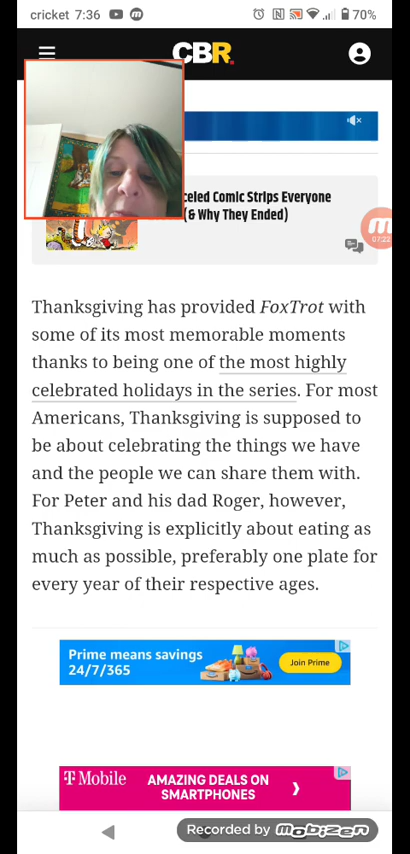 cricket 7:36
70%
CBR
celed Comic Strips Everyone
(& Why They Ended)
07:22
Thanksgiving has provided FoxTrot with
some of its most memorable moments
thanks to being one of the most highly
celebrated holidays in the series. For most
Americans, Thanksgiving is supposed to
be about celebrating the things we have
and the people we can share them with.
For Peter and his dad Roger, however,
Thanksgiving is explicitly about eating as
much as possible, preferably one plate for
every year of their respective ages.
Prime means savings
24/7/365
Join Prime
T Mobile
AMAZING DEALS ON
SMARTPHONES
Recorded by mobizen